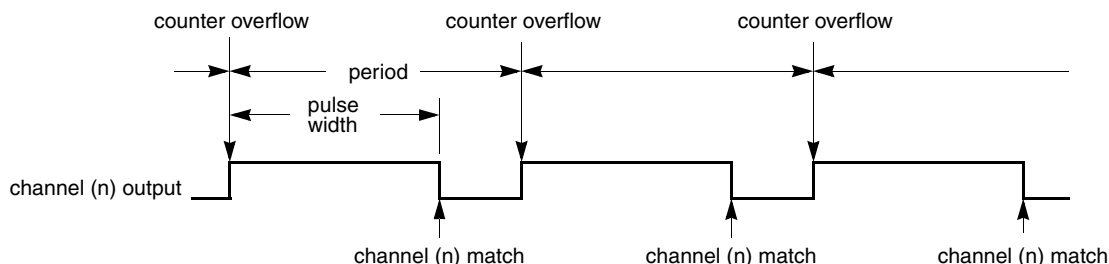 counter overflow counter overflow counter overflow
period
pulse
width
channel (n) output
channel (n) match channel (n) match channel (n) match